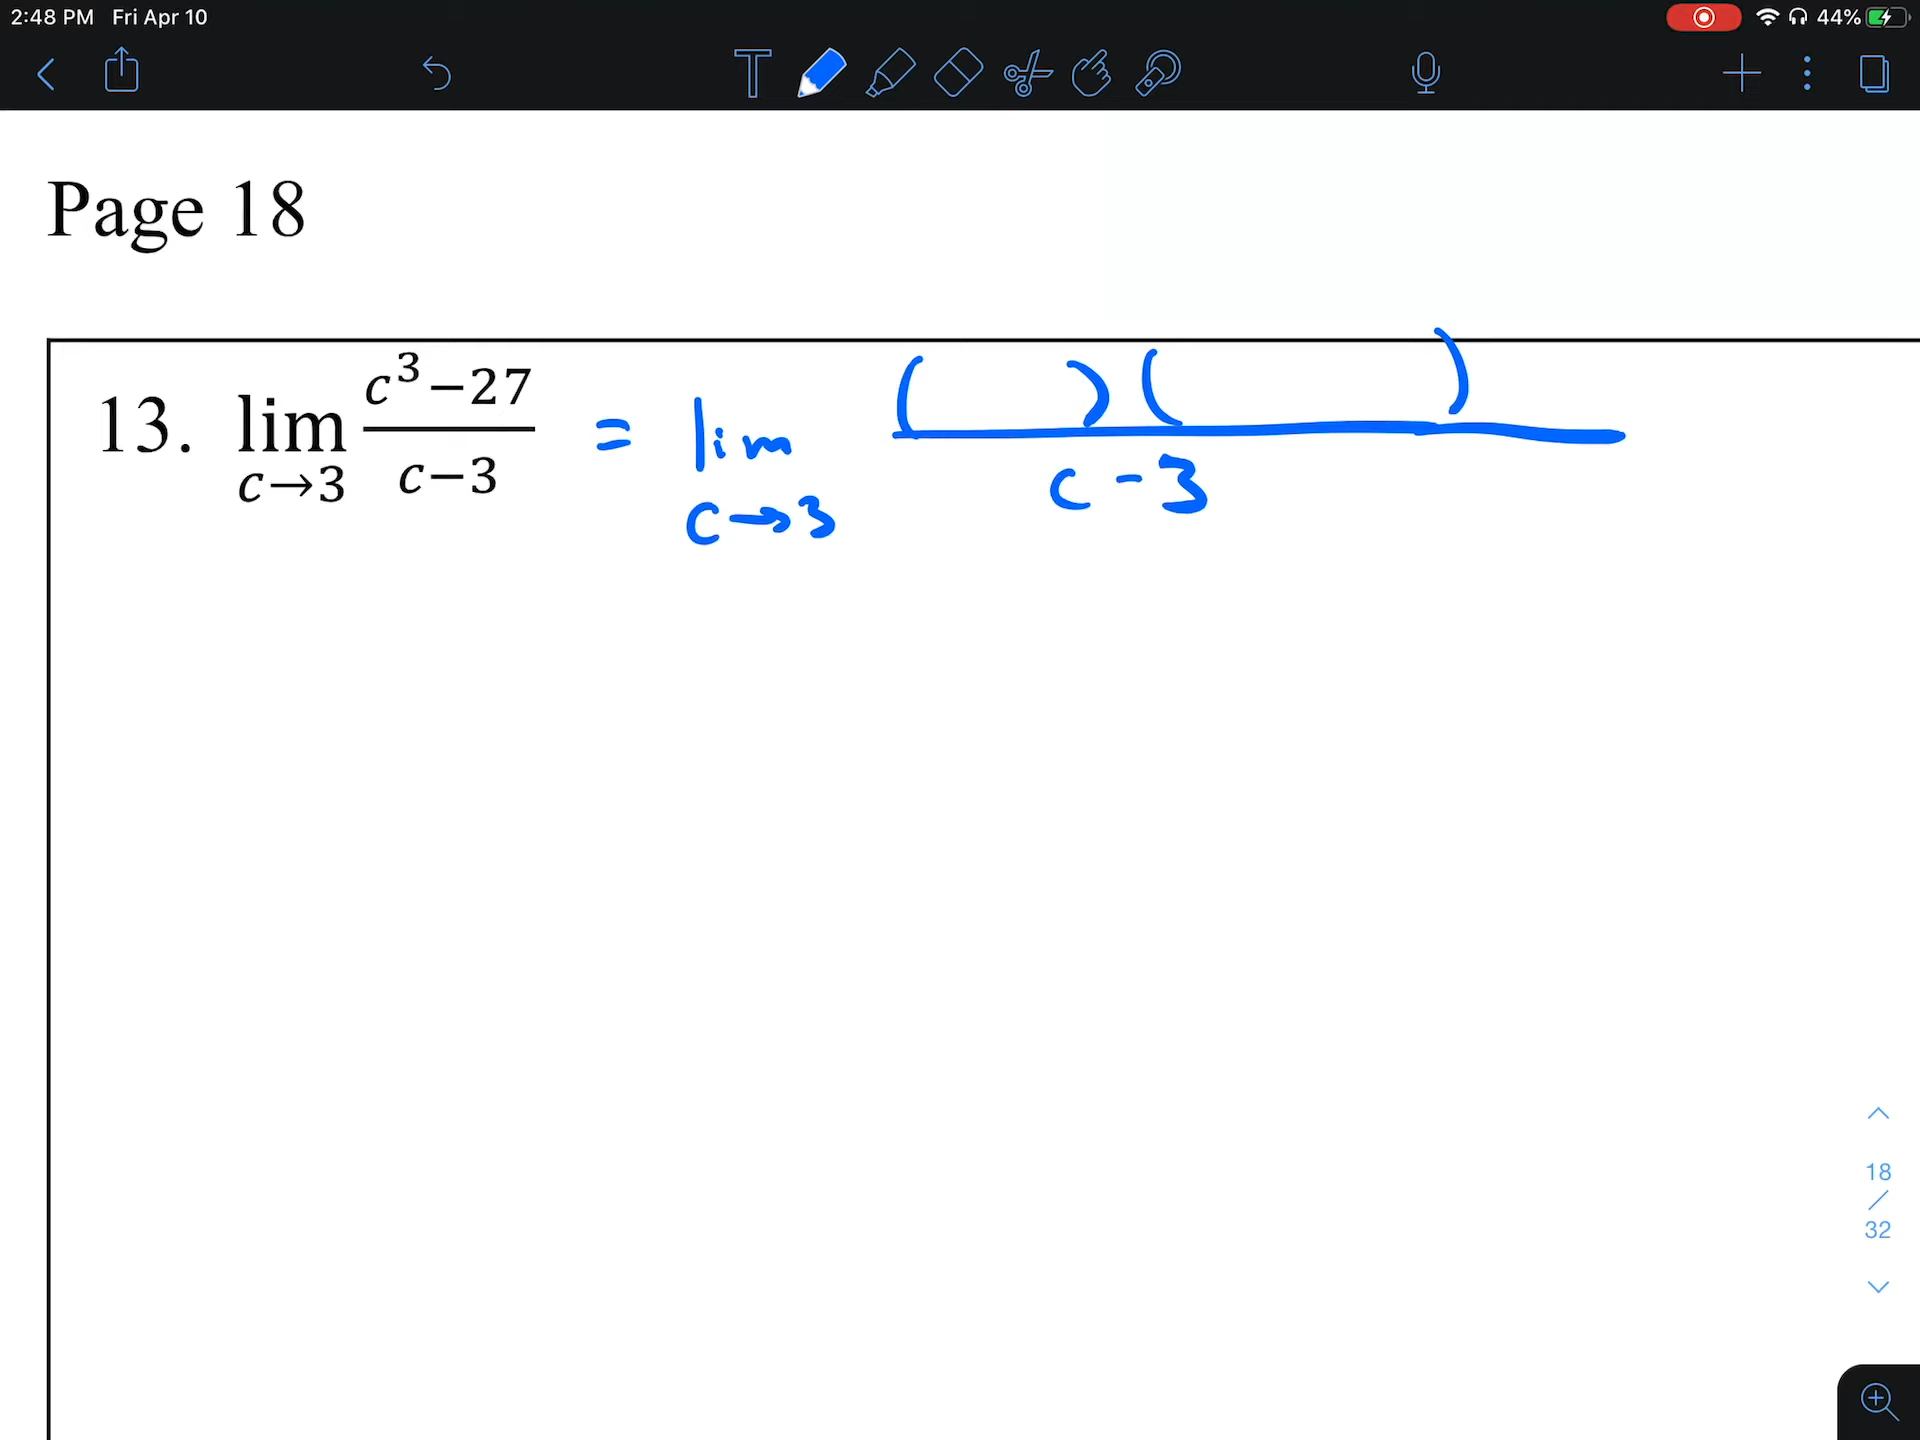 2:48 PM Fri Apr 10 44%
T
Page 18
13. lim c→3 c³−27 / c−3 = lim c→3 ( )( ) / c-3
18
/
32